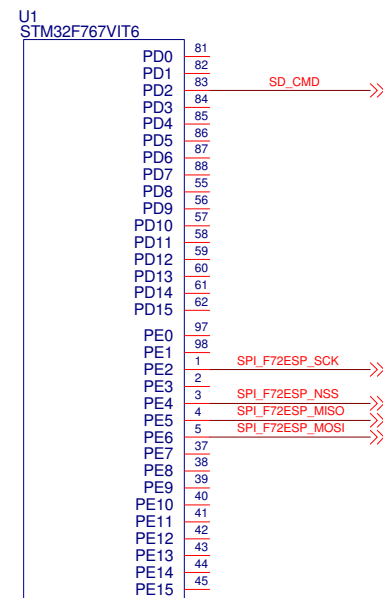 U1
STM32F767VIT6
PD0 81
PD1 82
PD2 83 SD_CMD
PD3 84
PD4 85
PD5 86
PD6 87
PD7 88
PD8 55
PD9 56
PD10 57
PD11 58
PD12 59
PD13 60
PD14 61
PD15 62
PE0 97
PE1 98
PE2 1 SPI_F72ESP_SCK
PE3 2
PE4 3 SPI_F72ESP_NSS
PE5 4 SPI_F72ESP_MISO
PE6 5 SPI_F72ESP_MOSI
PE7 37
PE8 38
PE9 39
PE10 40
PE11 41
PE12 42
PE13 43
PE14 44
PE15 45